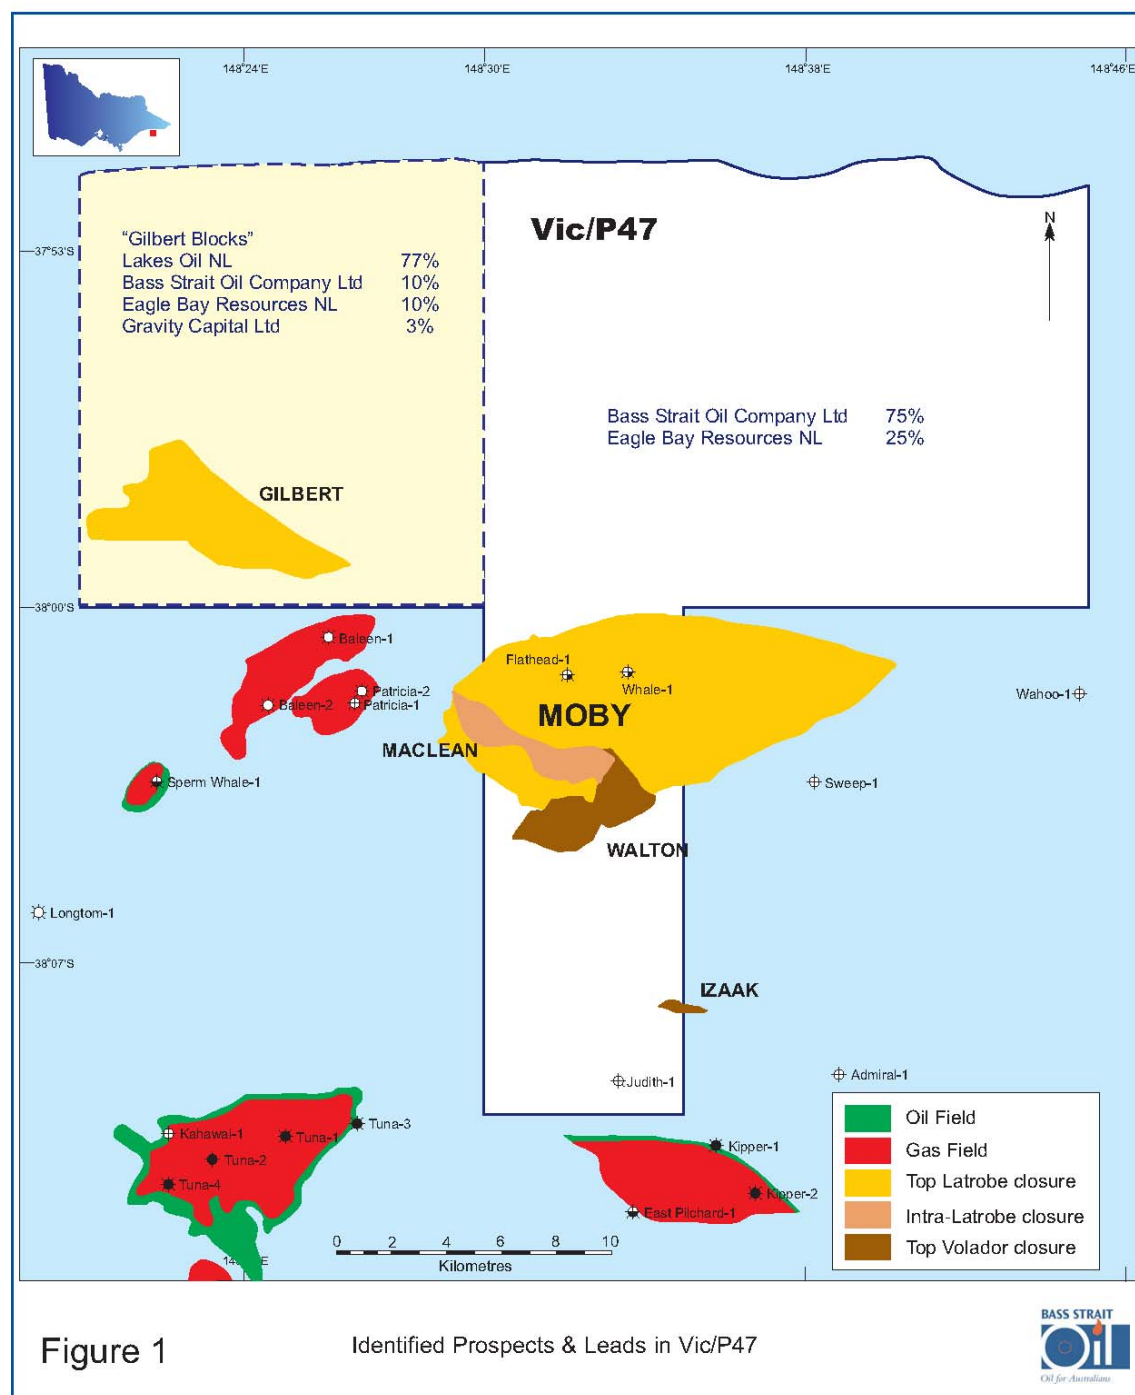 148°24'E
148°30'E
148°38'E
148°46'E
Vic/P47
N
37°53'S
"Gilbert Blocks"
Lakes Oil NL 77%
Bass Strait Oil Company Ltd 10%
Eagle Bay Resources NL 10%
Gravity Capital Ltd 3%
Bass Strait Oil Company Ltd 75%
Eagle Bay Resources NL 25%
GILBERT
38°00'S
Baleen-1
Flathead-1
Patricia-2
Whale-1
Wahoo-1
Baleen-2
Patricia-1
MOBY
MACLEAN
Sperm Whale-1
Sweep-1
WALTON
Longtom-1
38°07'S
IZAAK
Judith-1
Admiral-1
Oil Field
Gas Field
Top Latrobe closure
Intra-Latrobe closure
Top Volador closure
Kahawai-1
Tuna-1
Tuna-3
Tuna-2
Tuna-4
Kipper-1
Kipper-2
East Pilchard-1
0 2 4 6 8 10
Kilometres
Figure 1
Identified Prospects & Leads in Vic/P47
BASS STRAIT
Oil
Oil for Australians